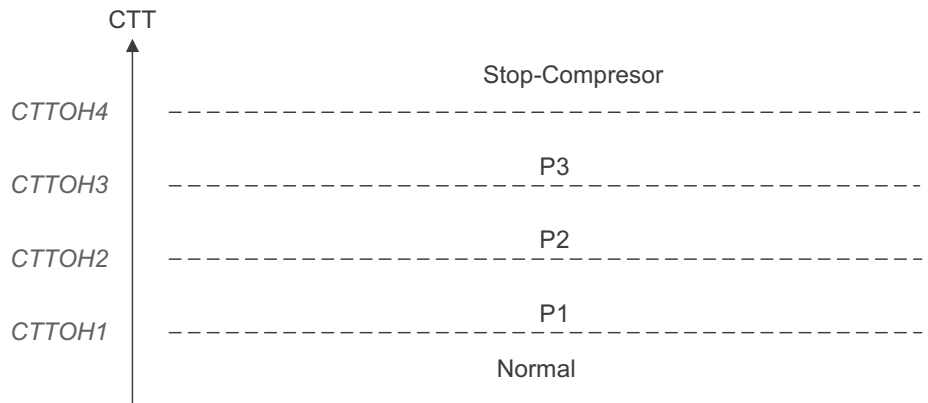 CTT
Stop-Compresor
CTTOH4
P3
CTTOH3
P2
CTTOH2
P1
CTTOH1
Normal